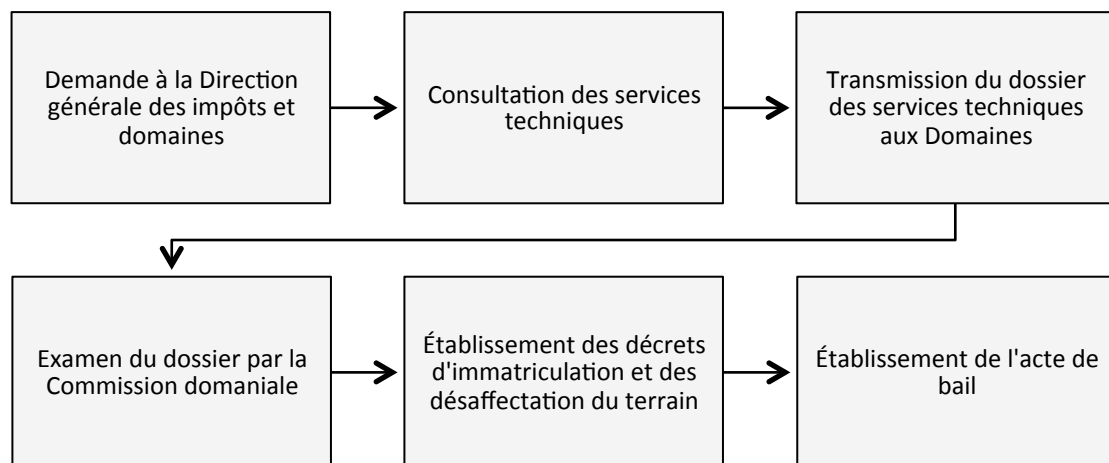 Demande à la Direction
générale des impôts et
domaines
Consultation des services
techniques
Transmission du dossier
des services techniques
aux Domaines
Examen du dossier par la
Commission domaniale
Établissement des décrets
d'immatriculation et des
désaffectation du terrain
Établissement de l'acte de
bail